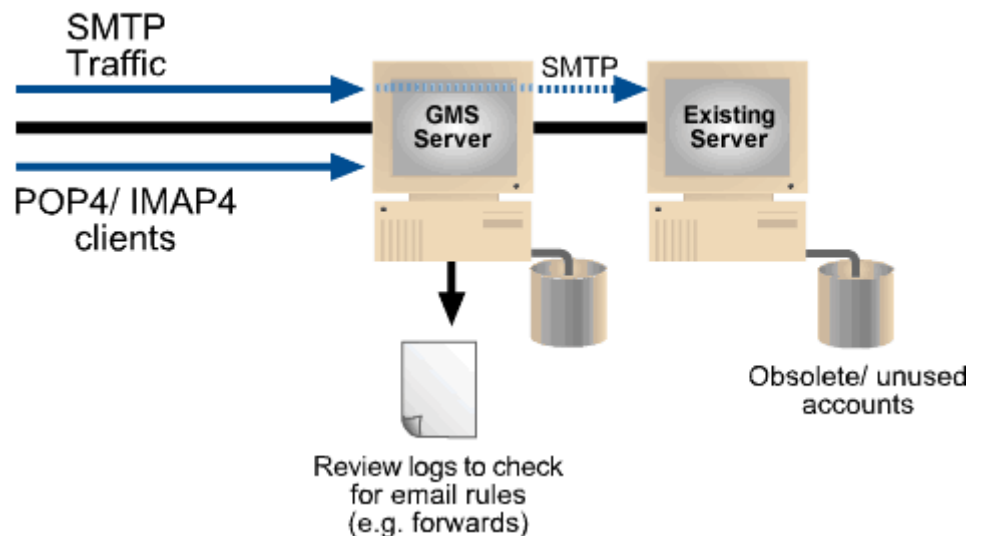 SMTP
Traffic
SMTP
GMS
Server
Existing
Server
POP4/ IMAP4
clients
Obsolete/ unused
accounts
Review logs to check
for email rules
(e.g. forwards)